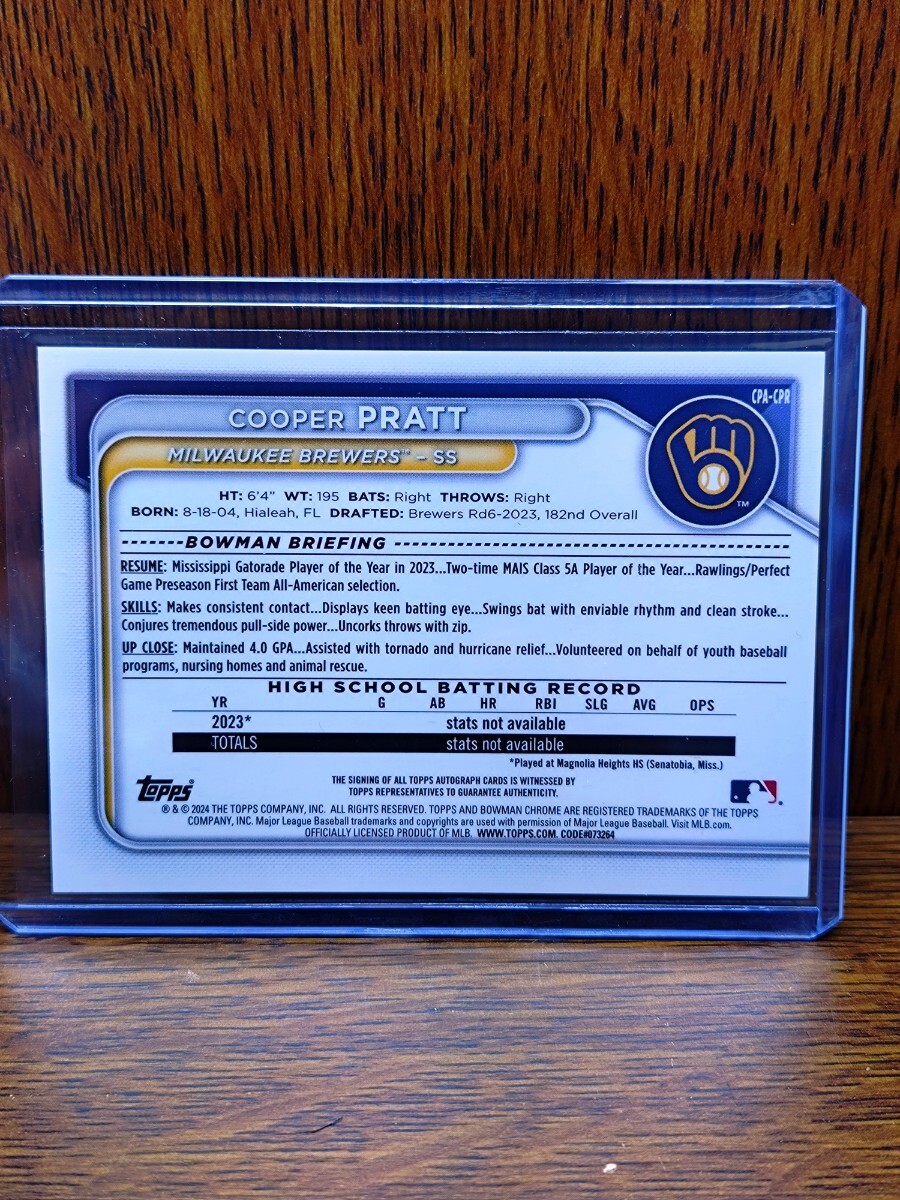 CPA-CPR
COOPER PRATT
MILWAUKEE BREWERS™ – SS
HT: 6'4" WT: 195 BATS: Right THROWS: Right
BORN: 8-18-04, Hialeah, FL DRAFTED: Brewers Rd6-2023, 182nd Overall
TM
-------BOWMAN BRIEFING --------------------------------------------
RESUME: Mississippi Gatorade Player of the Year in 2023...Two-time MAIS Class 5A Player of the Year...Rawlings/Perfect
Game Preseason First Team All-American selection.
SKILLS: Makes consistent contact...Displays keen batting eye...Swings bat with enviable rhythm and clean stroke...
Conjures tremendous pull-side power...Uncorks throws with zip.
UP CLOSE: Maintained 4.0 GPA...Assisted with tornado and hurricane relief...Volunteered on behalf of youth baseball
programs, nursing homes and animal rescue.
HIGH SCHOOL BATTING RECORD
YR G AB HR RBI SLG AVG OPS
2023* stats not available
TOTALS stats not available
*Played at Magnolia Heights HS (Senatobia, Miss.)
Topps®
THE SIGNING OF ALL TOPPS AUTOGRAPH CARDS IS WITNESSED BY
TOPPS REPRESENTATIVES TO GUARANTEE AUTHENTICITY.
® & © 2024 THE TOPPS COMPANY, INC. ALL RIGHTS RESERVED. TOPPS AND BOWMAN CHROME ARE REGISTERED TRADEMARKS OF THE TOPPS
COMPANY, INC. Major League Baseball trademarks and copyrights are used with permission of Major League Baseball. Visit MLB.com.
OFFICIALLY LICENSED PRODUCT OF MLB. WWW.TOPPS.COM. CODE#073264